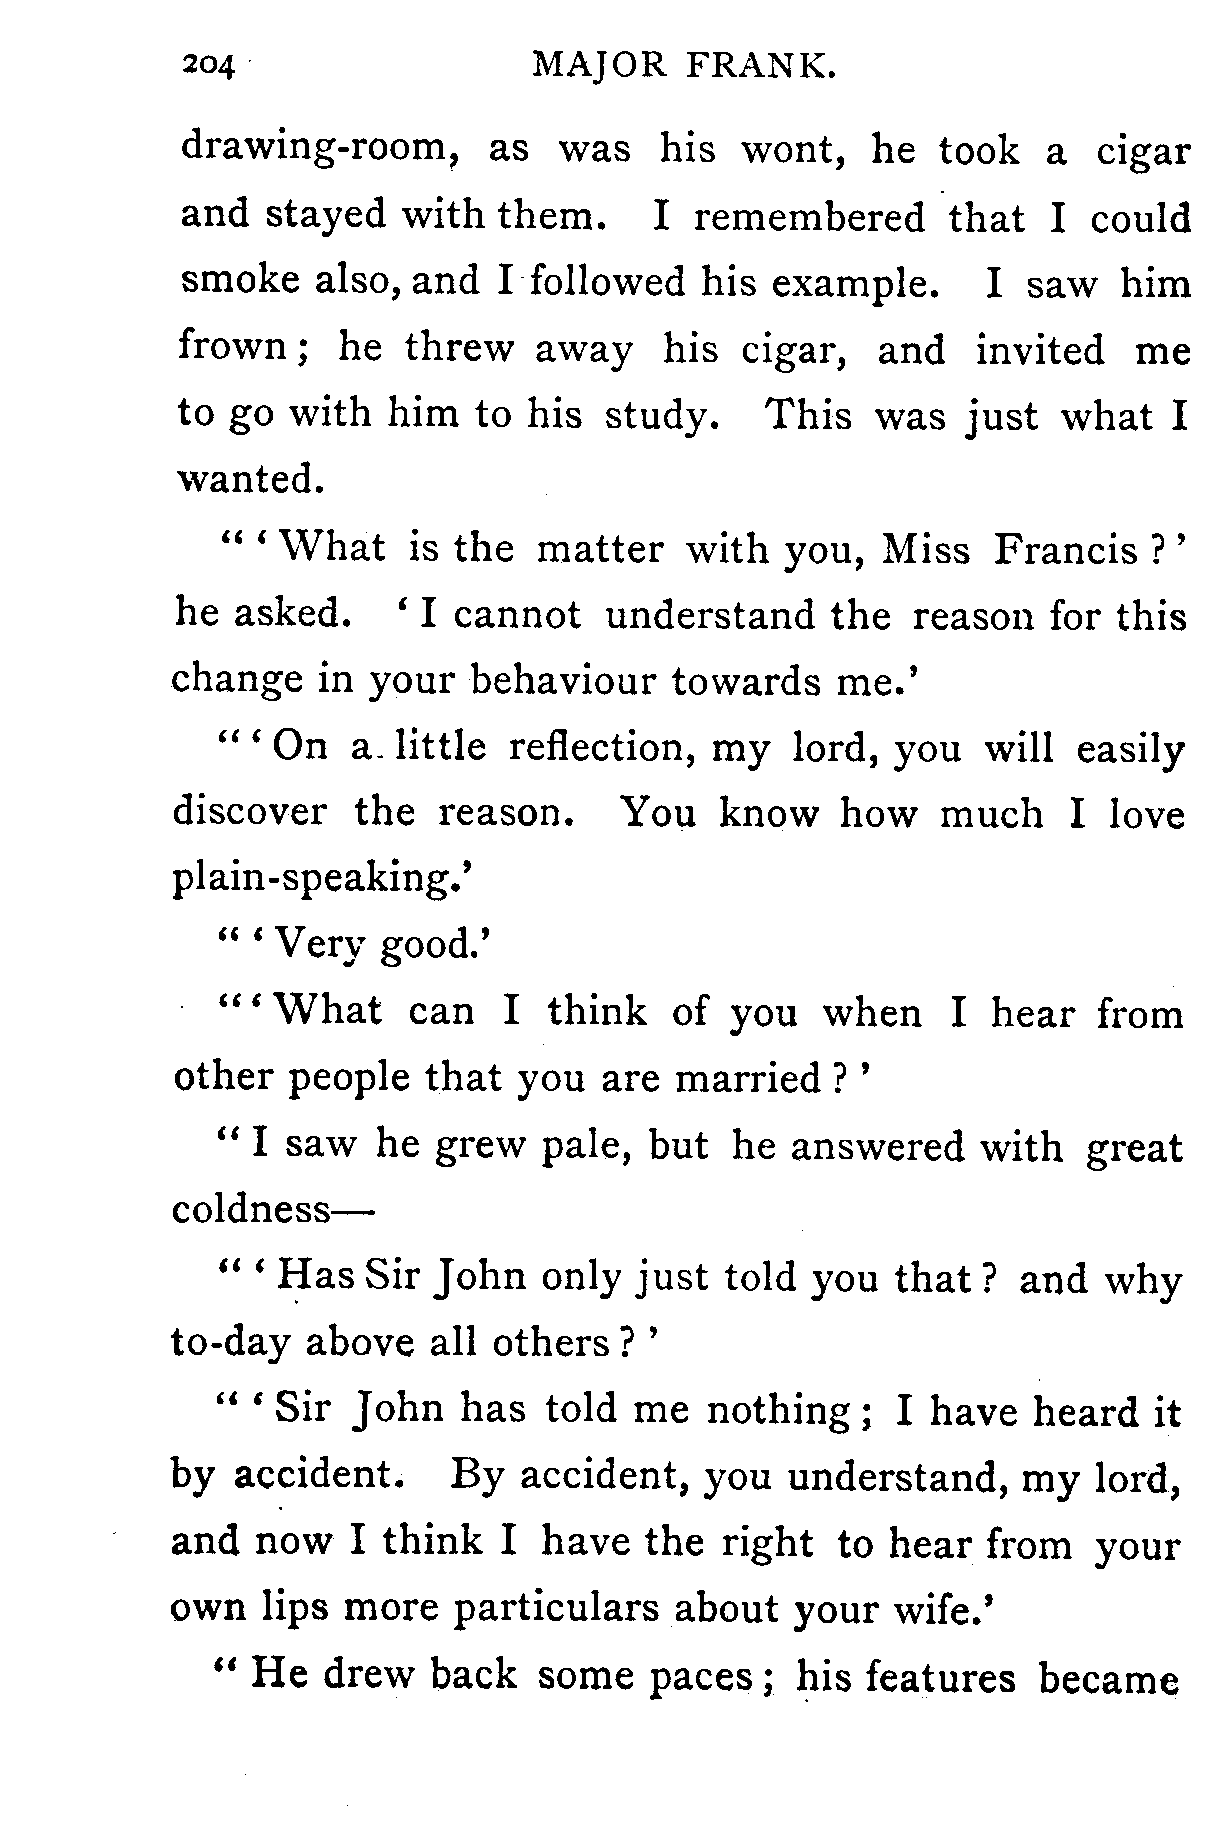 204 MAJOR FRANK.
drawing-room, as was his wont, he took a cigar
and stayed with them. I remembered that I could
smoke also, and I followed his example. I saw him
frown; he threw away his cigar, and invited me
to go with him to his study. This was just what I
wanted.
“ ‘ What is the matter with you, Miss Francis ? ’
he asked. ‘ I cannot understand the reason for this
change in your behaviour towards me.’
“ ‘ On a little reflection, my lord, you will easily
discover the reason. You know how much I love
plain-speaking.’
“ ‘ Very good.’
“ ‘ What can I think of you when I hear from
other people that you are married ? ’
“ I saw he grew pale, but he answered with great
coldness—
“ ‘ Has Sir John only just told you that ? and why
to-day above all others ? ’
“ ‘ Sir John has told me nothing ; I have heard it
by accident. By accident, you understand, my lord,
and now I think I have the right to hear from your
own lips more particulars about your wife.’
“ He drew back some paces ; his features became